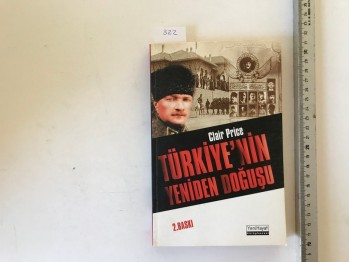 322
Clair Price
TÜRKİYE'NİN
YENİDEN DOĞUŞU
2.BASKI